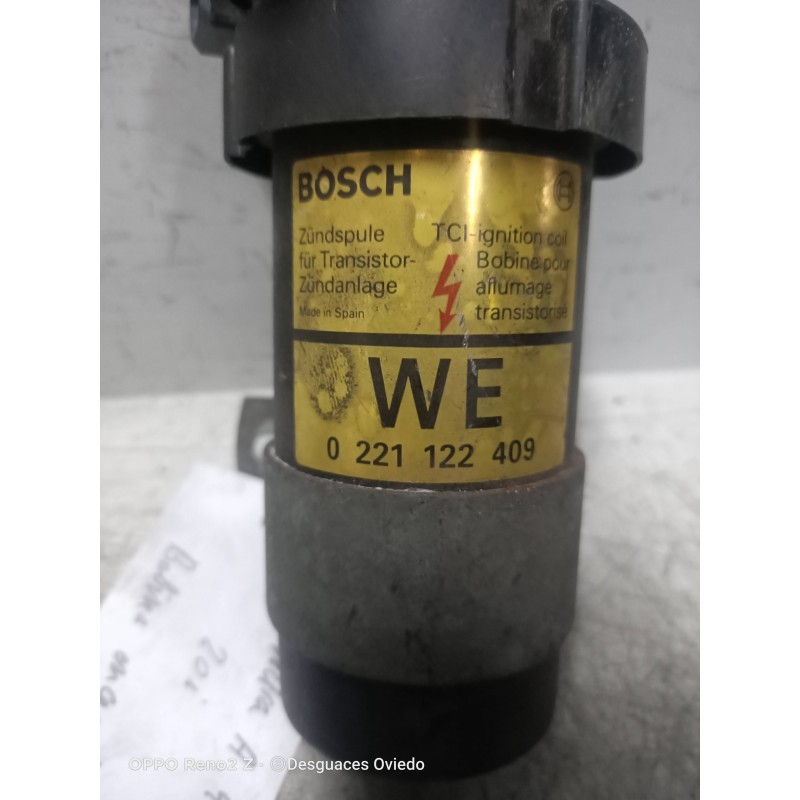 BOSCH
Zündspule
für Transistor-
Zündanlage
Made in Spain
TCI-ignition coil
Bobine pour
allumage
transistorisé
WE
0 221 122 409
20i
A
OPPO Reno2 Z · ©Desguaces Oviedo